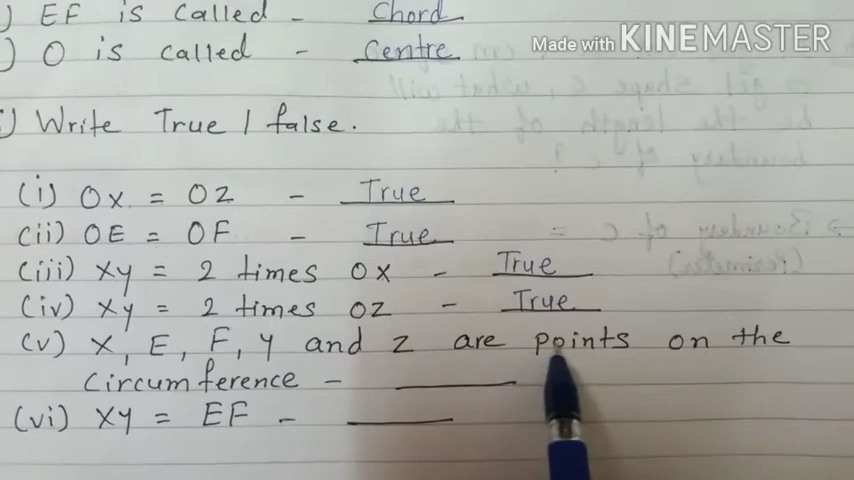 ) EF is called - Chord
) O is called - Centre
Made with KINEMASTER
) Write True / false.
(i) OX = OZ - True
(ii) OE = OF - True
(iii) XY = 2 times OX - True
(iv) XY = 2 times OZ - True
(v) X, E, F, Y and Z are points on the
Circumference -
(vi) XY = EF -